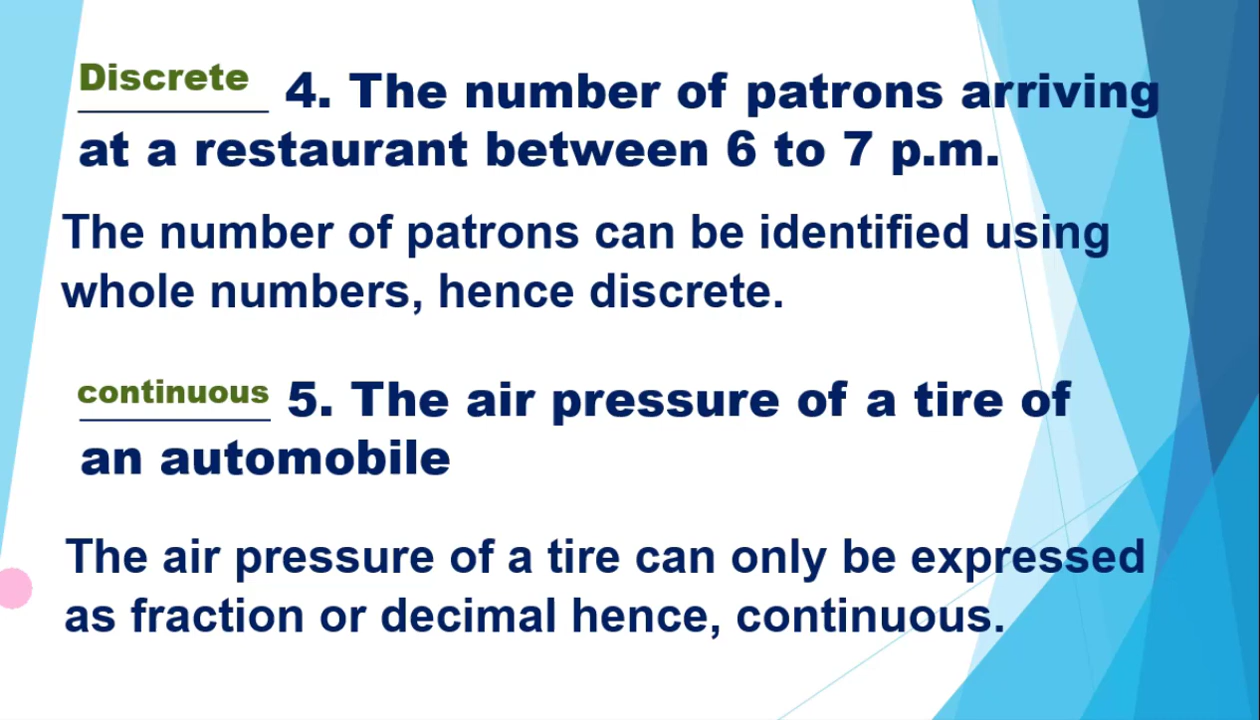 Discrete 4. The number of patrons arriving
at a restaurant between 6 to 7 p.m.
The number of patrons can be identified using
whole numbers, hence discrete.
continuous 5. The air pressure of a tire of
an automobile
The air pressure of a tire can only be expressed
as fraction or decimal hence, continuous.